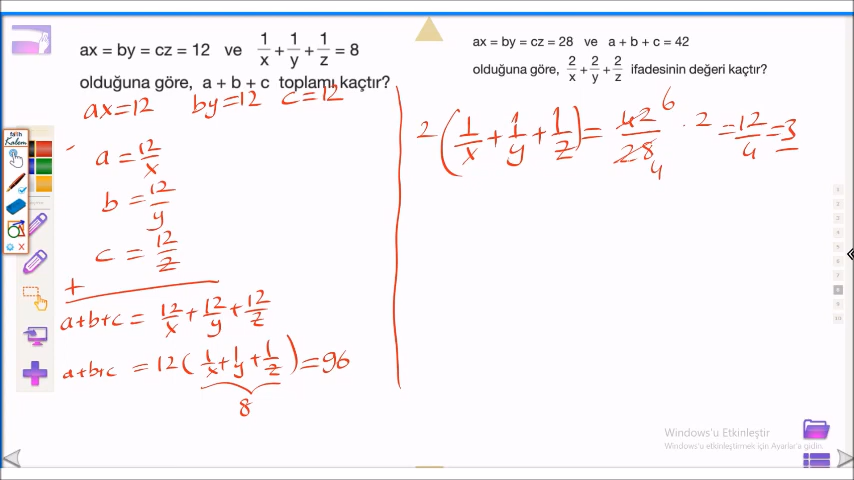 ax = by = cz = 12 ve 1/x + 1/y + 1/z = 8
olduğuna göre, a + b + c toplamı kaçtır?
ax=12 by=12 c=12
a = 12/x
b = 12/y
c = 12/z
+
a+b+c = 12/x + 12/y + 12/z
a+b+c = 12 ( 1/x + 1/y + 1/z ) = 96
8
ax = by = cz = 28 ve a + b + c = 42
olduğuna göre, 2/x + 2/y + 2/z ifadesinin değeri kaçtır?
2 ( 1/x + 1/y + 1/z ) = 42/28 6 4 · 2 = 12/4 = 3
fatih
Kalem
Windows'u Etkinleştir
Windows'u etkinleştirmek için Ayarlar'a gidin.